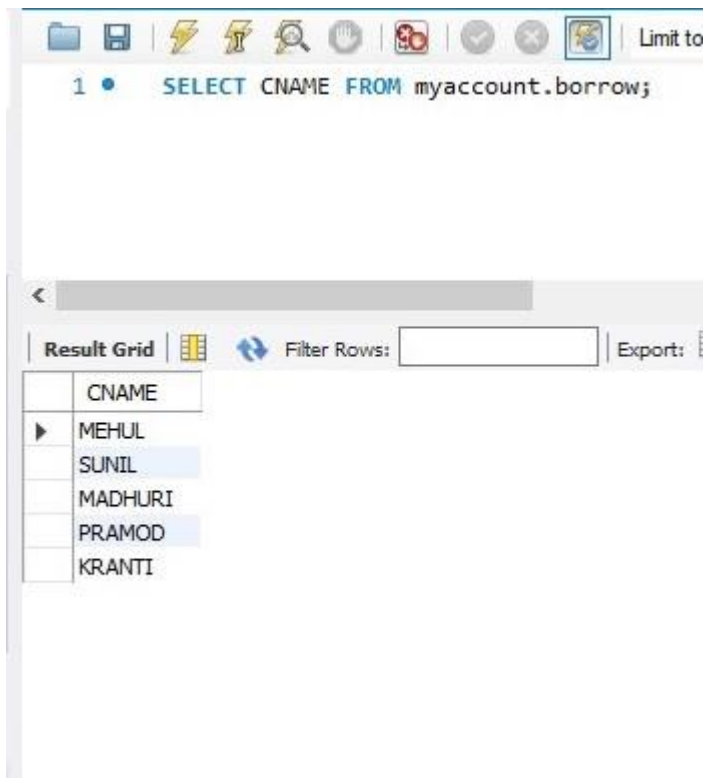 Limit to
1 SELECT CNAME FROM myaccount.borrow;
Result Grid Filter Rows: Export:
CNAME
MEHUL
SUNIL
MADHURI
PRAMOD
KRANTI